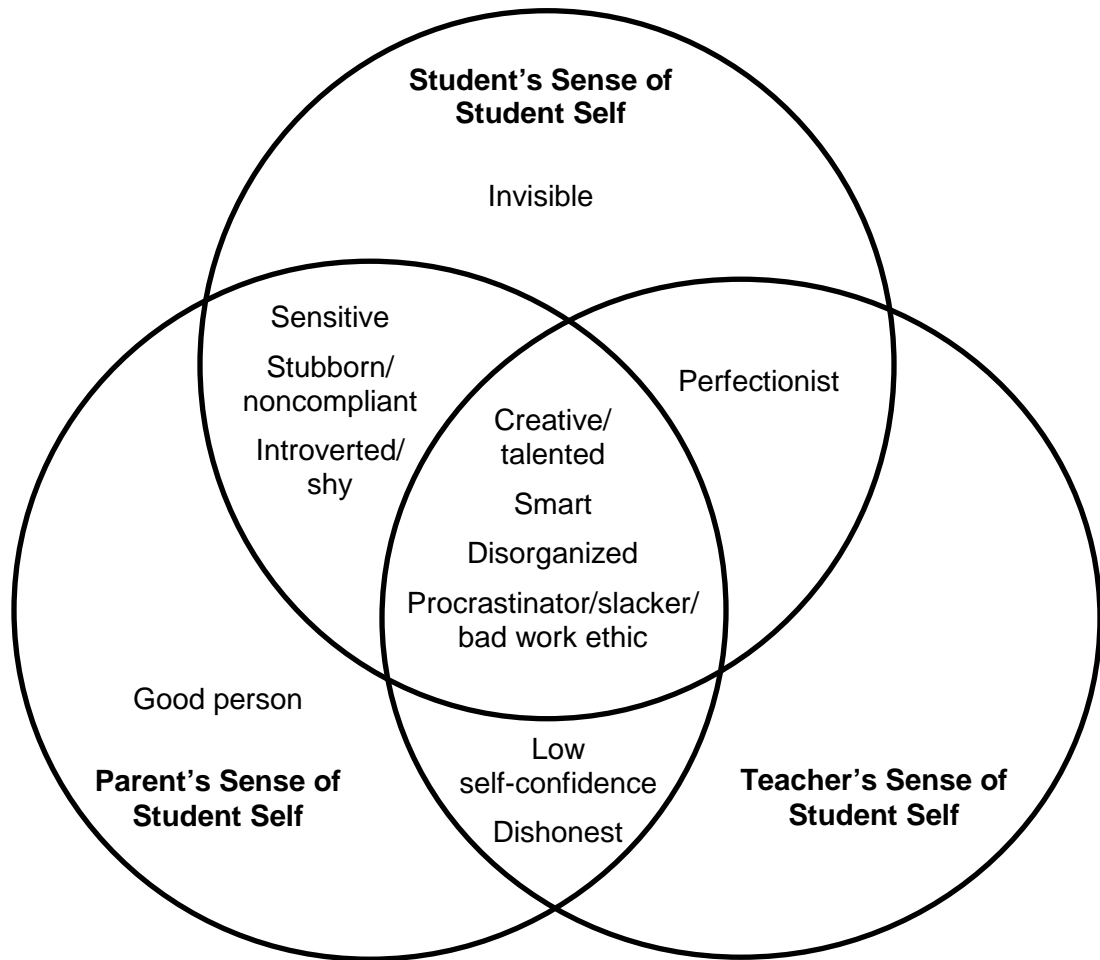 Student’s Sense of
Student Self
Invisible
Sensitive
Stubborn/
noncompliant
Introverted/
shy
Perfectionist
Creative/
talented
Smart
Disorganized
Procrastinator/slacker/
bad work ethic
Good person
Parent’s Sense of
Student Self
Low
self-confidence
Dishonest
Teacher’s Sense of
Student Self